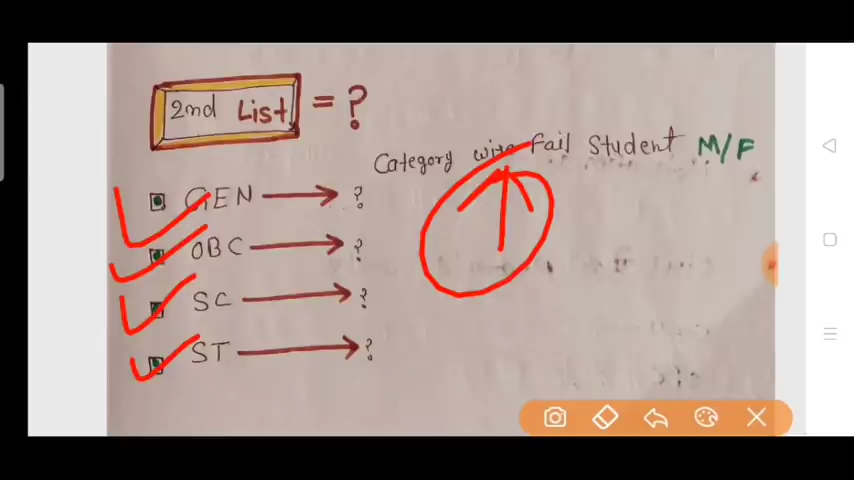 2nd List = ?
Category wise Fail Student M/F
GEN → ?
OBC → ?
SC → ?
ST → ?